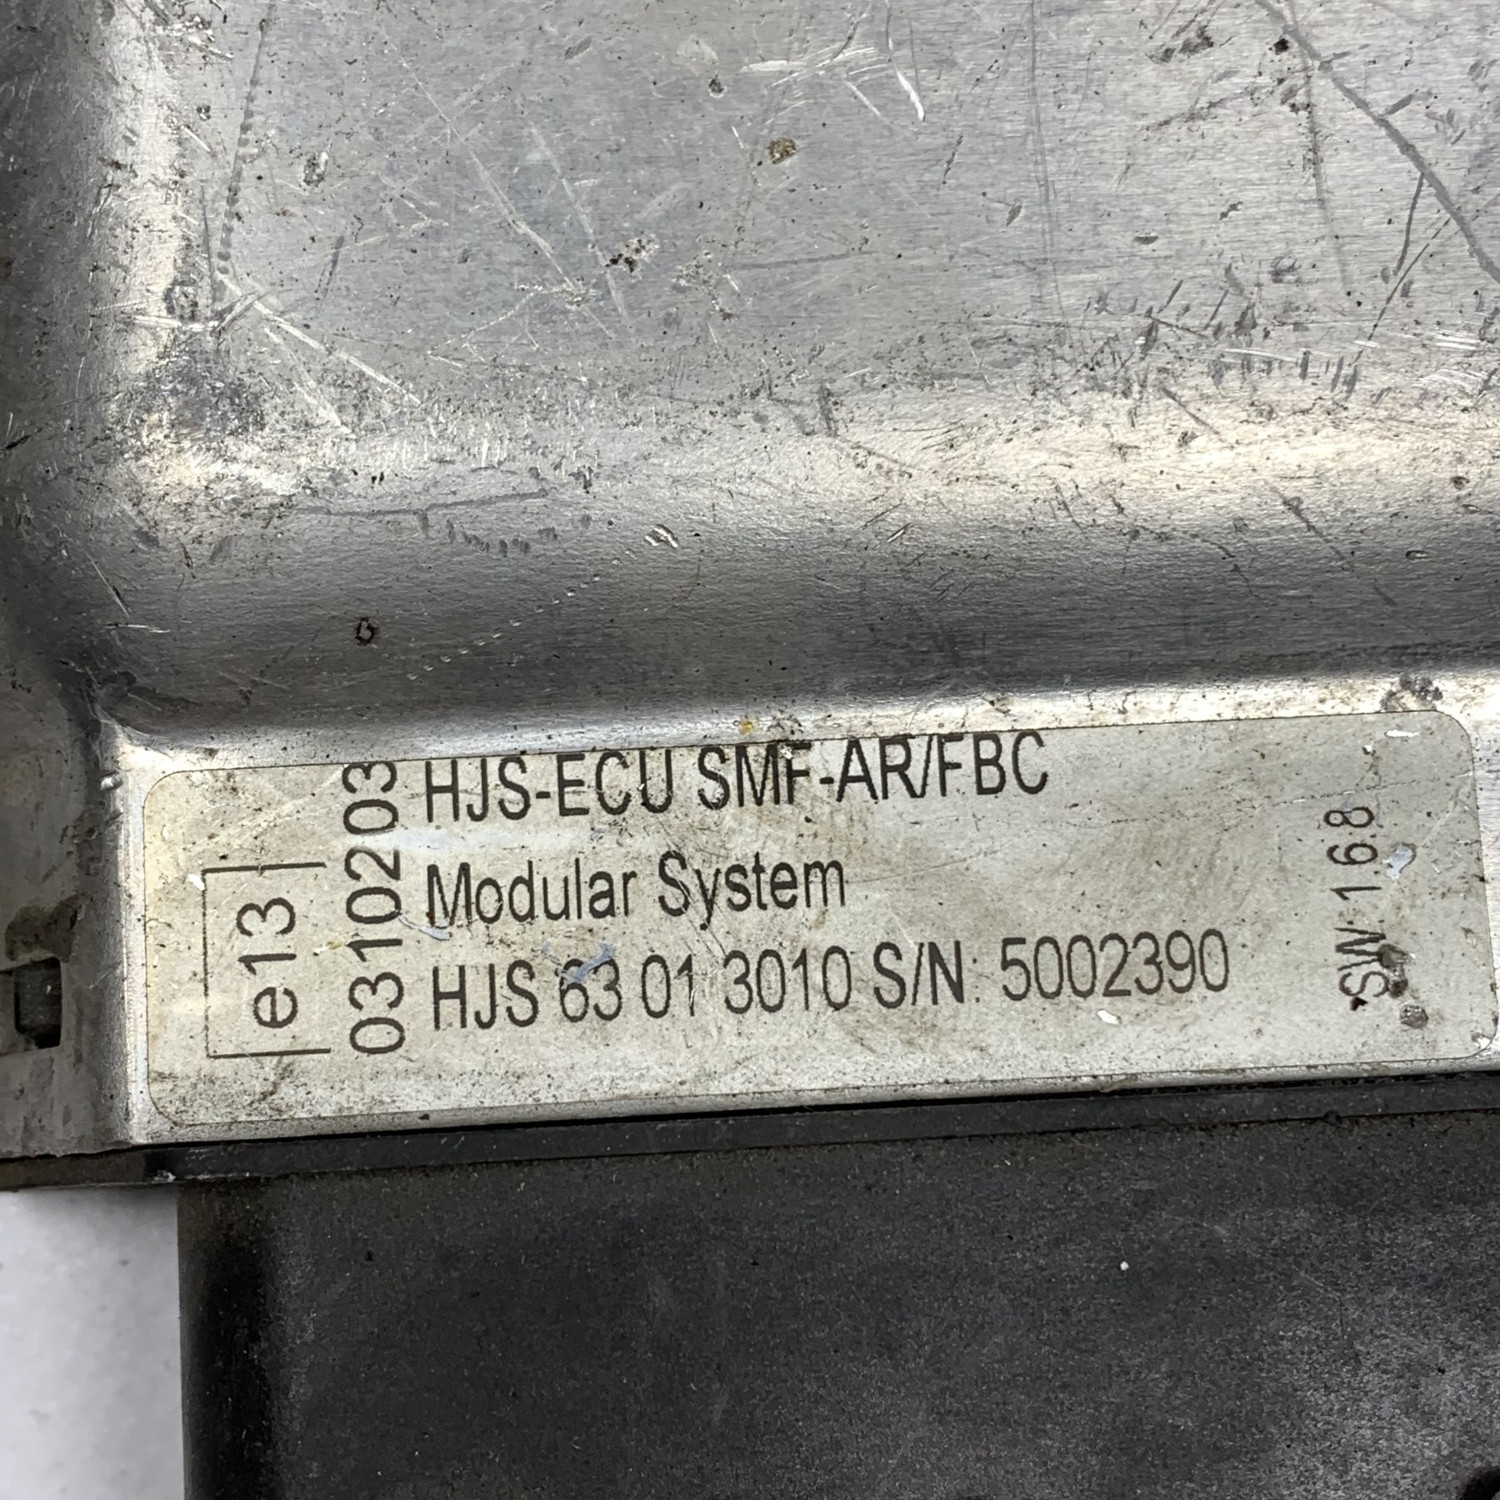 e13
0310203
HJS-ECU SMF-AR/FBC
Modular System
HJS 63 01 3010 S/N: 5002390
SW: 1.68